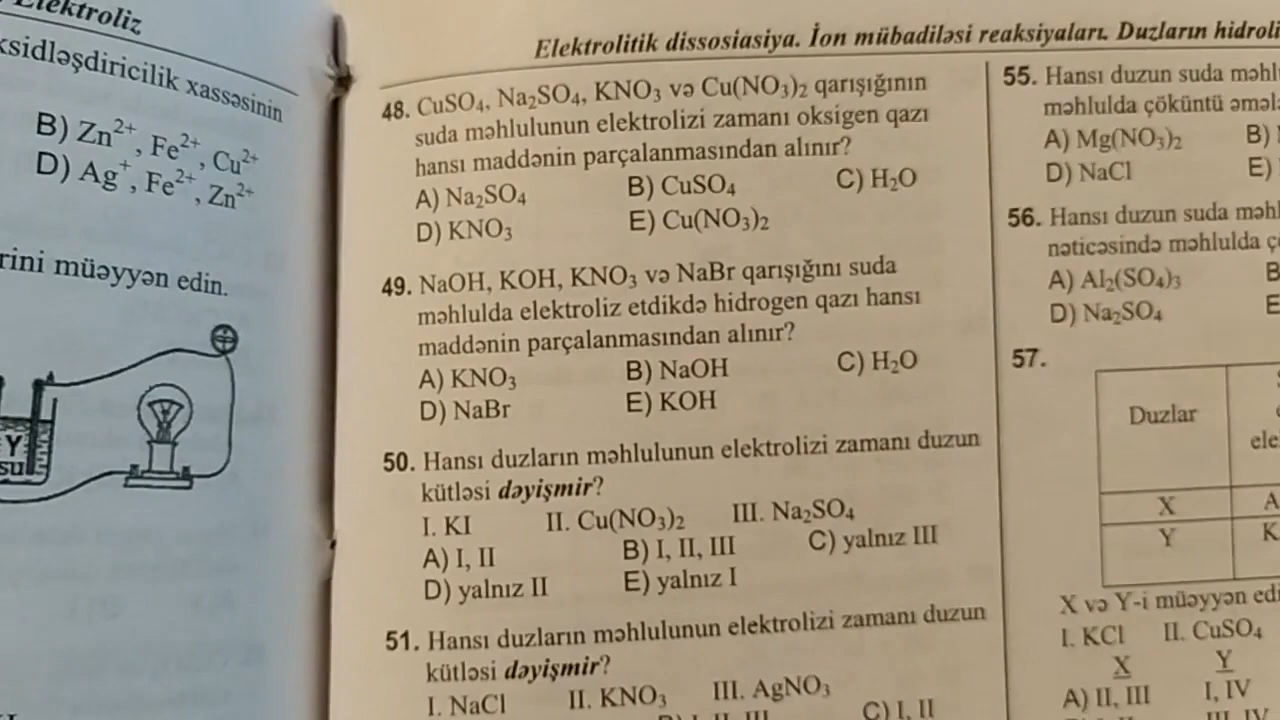 Elektroliz
ksidləşdiricilik xassəsinin
B) Zn²⁺, Fe²⁺, Cu²⁺
D) Ag⁺, Fe²⁺, Zn²⁺
rini müəyyən edin.
Y
su
Elektrolitik dissosiasiya. İon mübadiləsi reaksiyaları. Duzların hidroli
48. CuSO₄, Na₂SO₄, KNO₃ və Cu(NO₃)₂ qarışığının
suda məhlulunun elektrolizi zamanı oksigen qazı
hansı maddənin parçalanmasından alınır?
A) Na₂SO₄ B) CuSO₄ C) H₂O
D) KNO₃ E) Cu(NO₃)₂
49. NaOH, KOH, KNO₃ və NaBr qarışığını suda
məhlulda elektroliz etdikdə hidrogen qazı hansı
maddənin parçalanmasından alınır?
A) KNO₃ B) NaOH C) H₂O
D) NaBr E) KOH
50. Hansı duzların məhlulunun elektrolizi zamanı duzun
kütləsi dəyişmir?
I. KI II. Cu(NO₃)₂ III. Na₂SO₄
A) I, II B) I, II, III C) yalnız III
D) yalnız II E) yalnız I
51. Hansı duzların məhlulunun elektrolizi zamanı duzun
kütləsi dəyişmir?
I. NaCl II. KNO₃ III. AgNO₃
C) I, II
55. Hansı duzun suda məhl
məhlulda çöküntü əmələ
A) Mg(NO₃)₂ B)
D) NaCl E)
56. Hansı duzun suda məhl
nəticəsində məhlulda ç
A) Al₂(SO₄)₃ B
D) Na₂SO₄ E
57.
Duzlar
ele
X A
Y K
X və Y-i müəyyən edi
I. KCl II. CuSO₄
X Y
A) II, III I, IV
III, IV